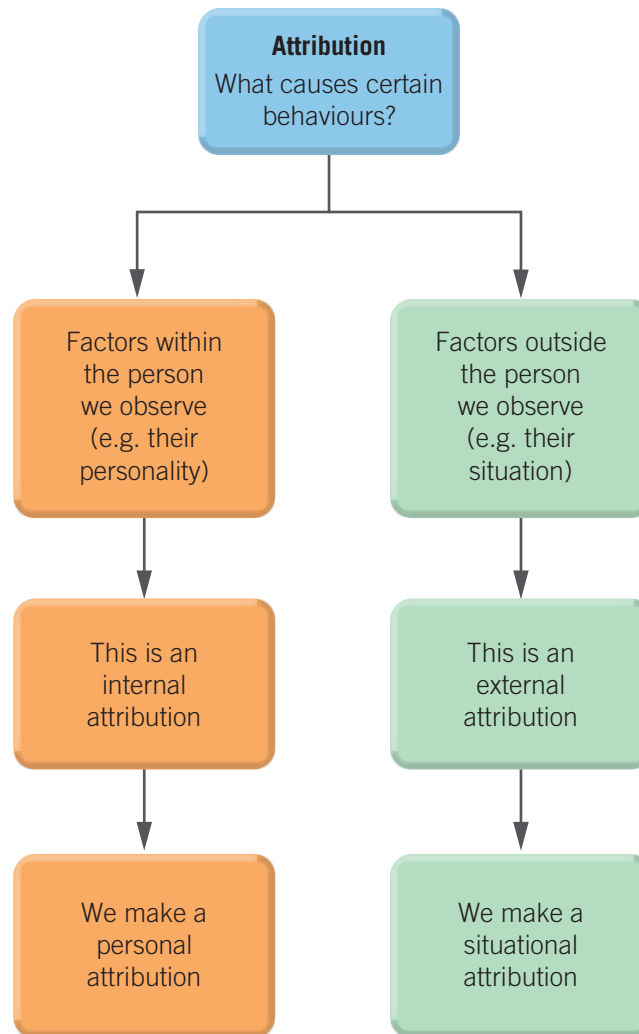 Attribution
What causes certain
behaviours?
Factors within
the person
we observe
(e.g. their
personality)
Factors outside
the person
we observe
(e.g. their
situation)
This is an
internal
attribution
This is an
external
attribution
We make a
personal
attribution
We make a
situational
attribution